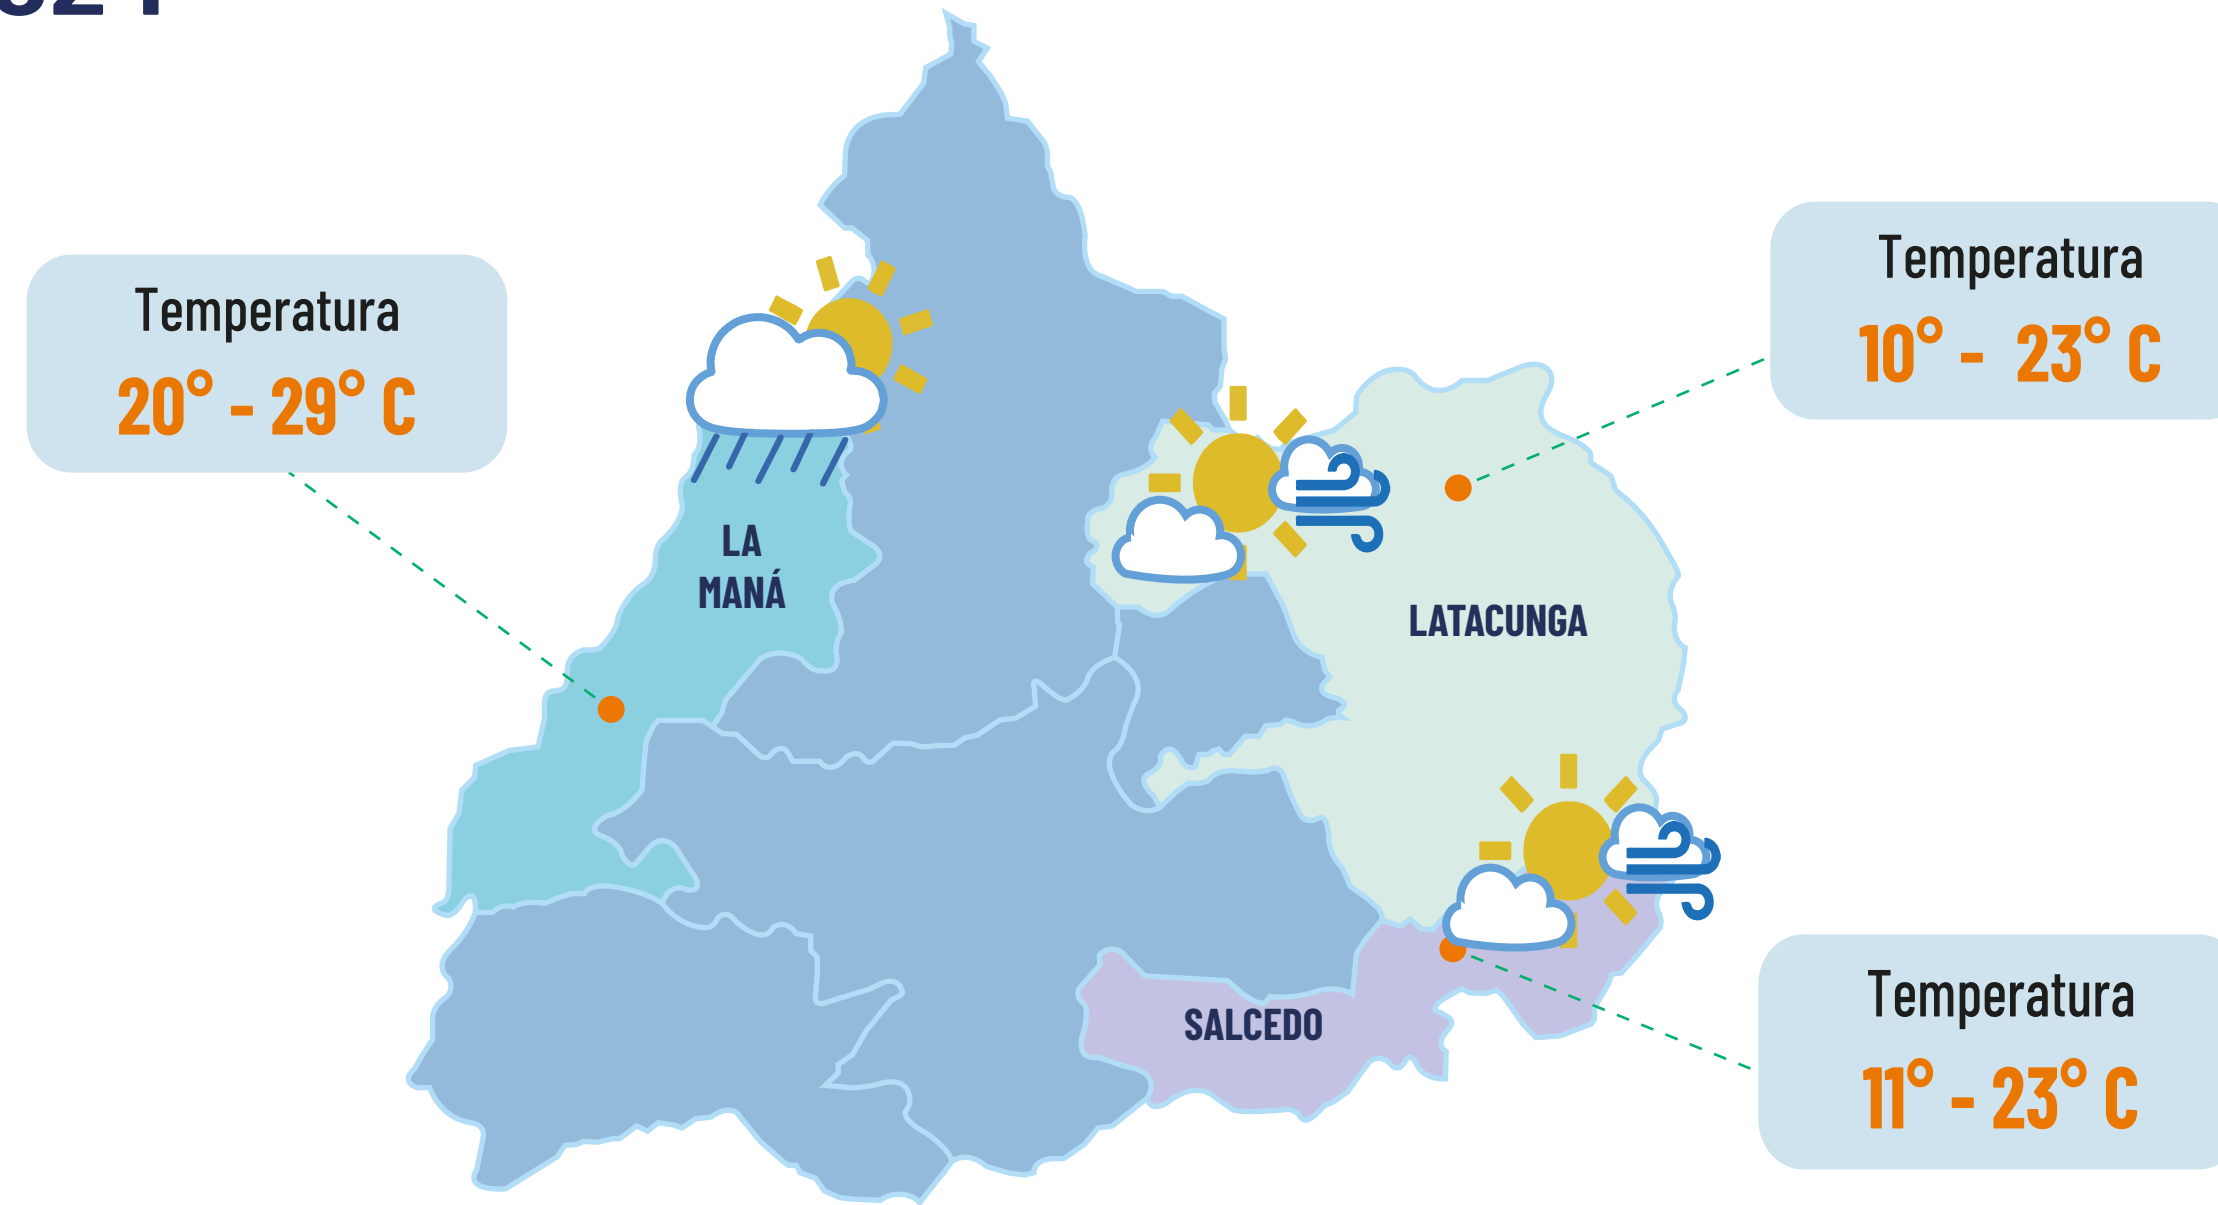 Temperatura
20° - 29° C
Temperatura
10° - 23° C
LA
MANÁ
LATACUNGA
SALCEDO
Temperatura
11° - 23° C